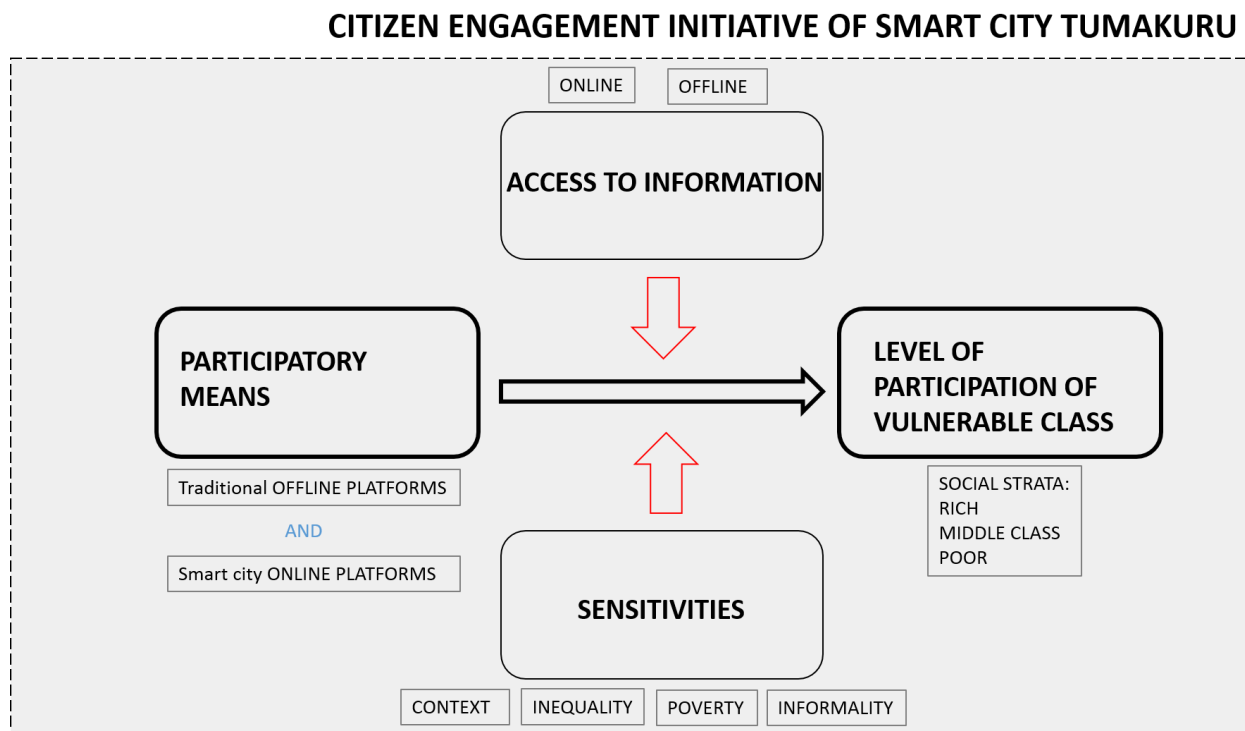 CITIZEN ENGAGEMENT INITIATIVE OF SMART CITY TUMAKURU
ONLINE
OFFLINE
ACCESS TO INFORMATION
PARTICIPATORY
MEANS
Traditional OFFLINE PLATFORMS
AND
Smart city ONLINE PLATFORMS
LEVEL OF
PARTICIPATION OF
VULNERABLE CLASS
SOCIAL STRATA:
RICH
MIDDLE CLASS
POOR
SENSITIVITIES
CONTEXT
INEQUALITY
POVERTY
INFORMALITY